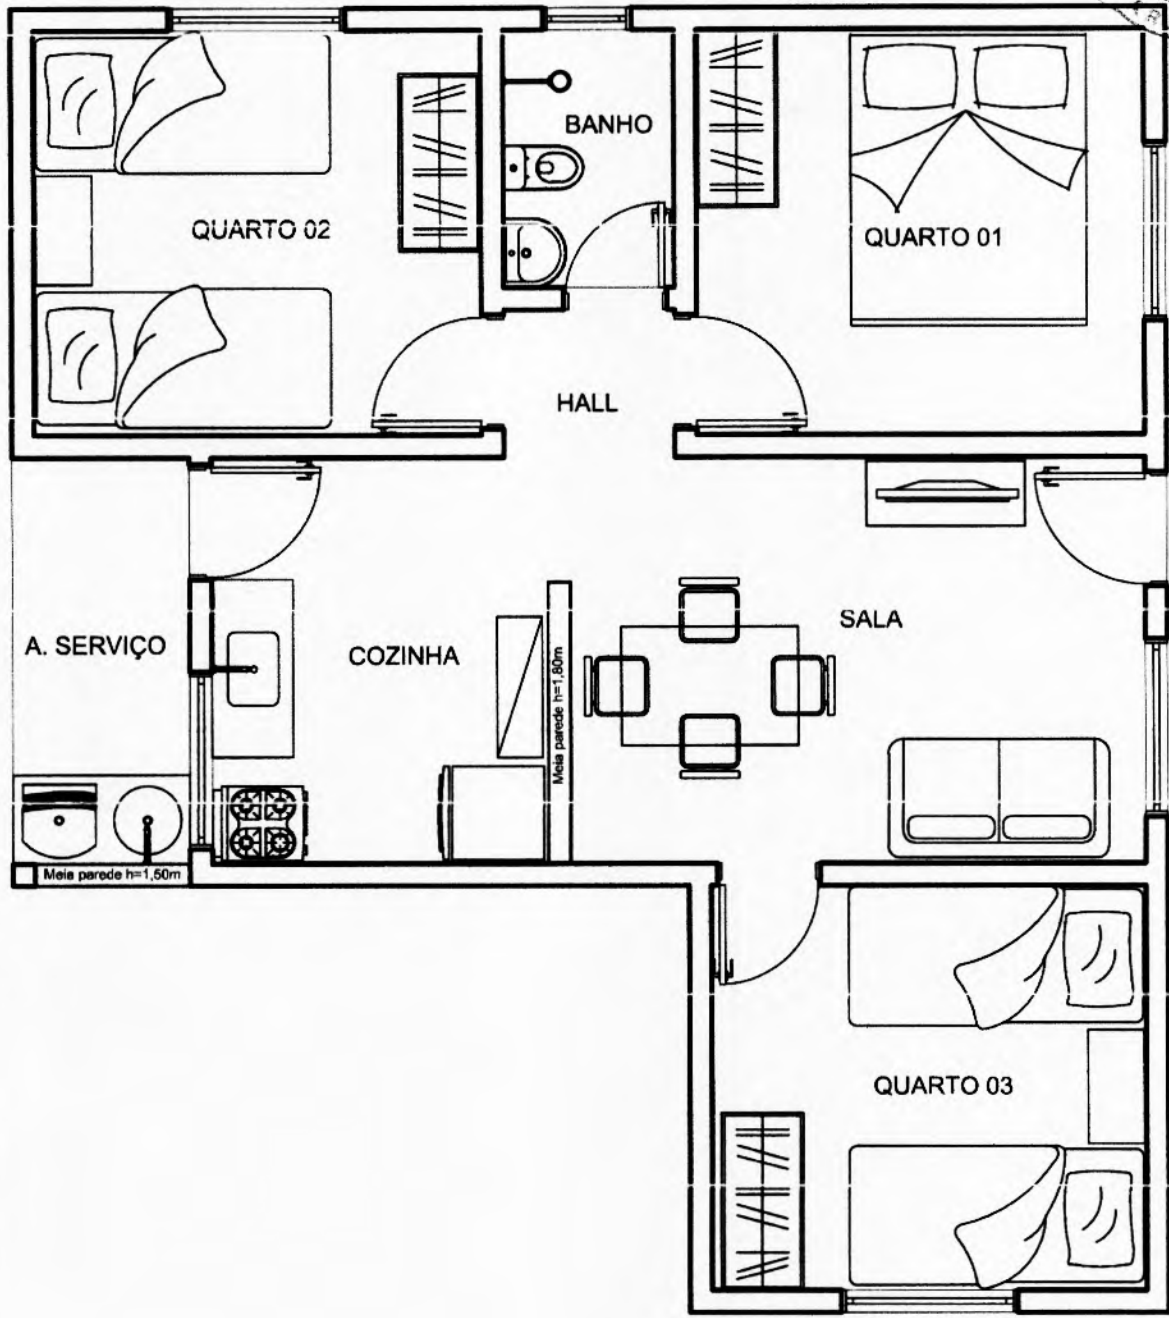 BANHO
QUARTO 02
QUARTO 01
HALL
SALA
A. SERVIÇO
COZINHA
Meia parede h=1,80m
Meia parede h=1,50m
QUARTO 03